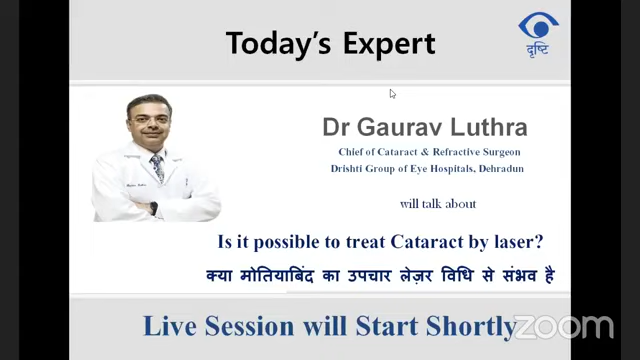 Today's Expert
दृष्टि
Dr Gaurav Luthra
Chief of Cataract & Refractive Surgeon
Drishti Group of Eye Hospitals, Dehradun
will talk about
Is it possible to treat Cataract by laser?
क्या मोतियाबिंद का उपचार लेज़र विधि से संभव है
Live Session will Start Shortly
zoom